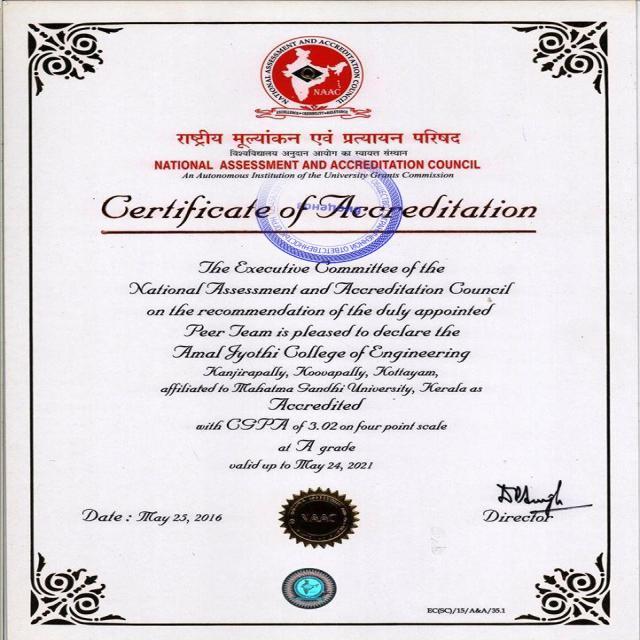 NATIONAL ASSESSMENT AND ACCREDITATION COUNCIL
NAAC
EXCELLENCE • CREDIBILITY • RELEVANCE
राष्ट्रीय मूल्यांकन एवं प्रत्यायन परिषद
विश्वविद्यालय अनुदान आयोग का स्वायत्त संस्थान
NATIONAL ASSESSMENT AND ACCREDITATION COUNCIL
An Autonomous Institution of the University Grants Commission
Certificate of Accreditation
The Executive Committee of the
National Assessment and Accreditation Council
on the recommendation of the duly appointed
Peer Team is pleased to declare the
Amal Jyothi College of Engineering
Kanjirapally, Koovapally, Kottayam,
affiliated to Mahatma Gandhi University, Kerala as
Accredited
with CGPA of 3.02 on four point scale
at A grade
valid up to May 24, 2021
Date : May 25, 2016
NAAC
Director
EC(SC)/15/A&A/35.1